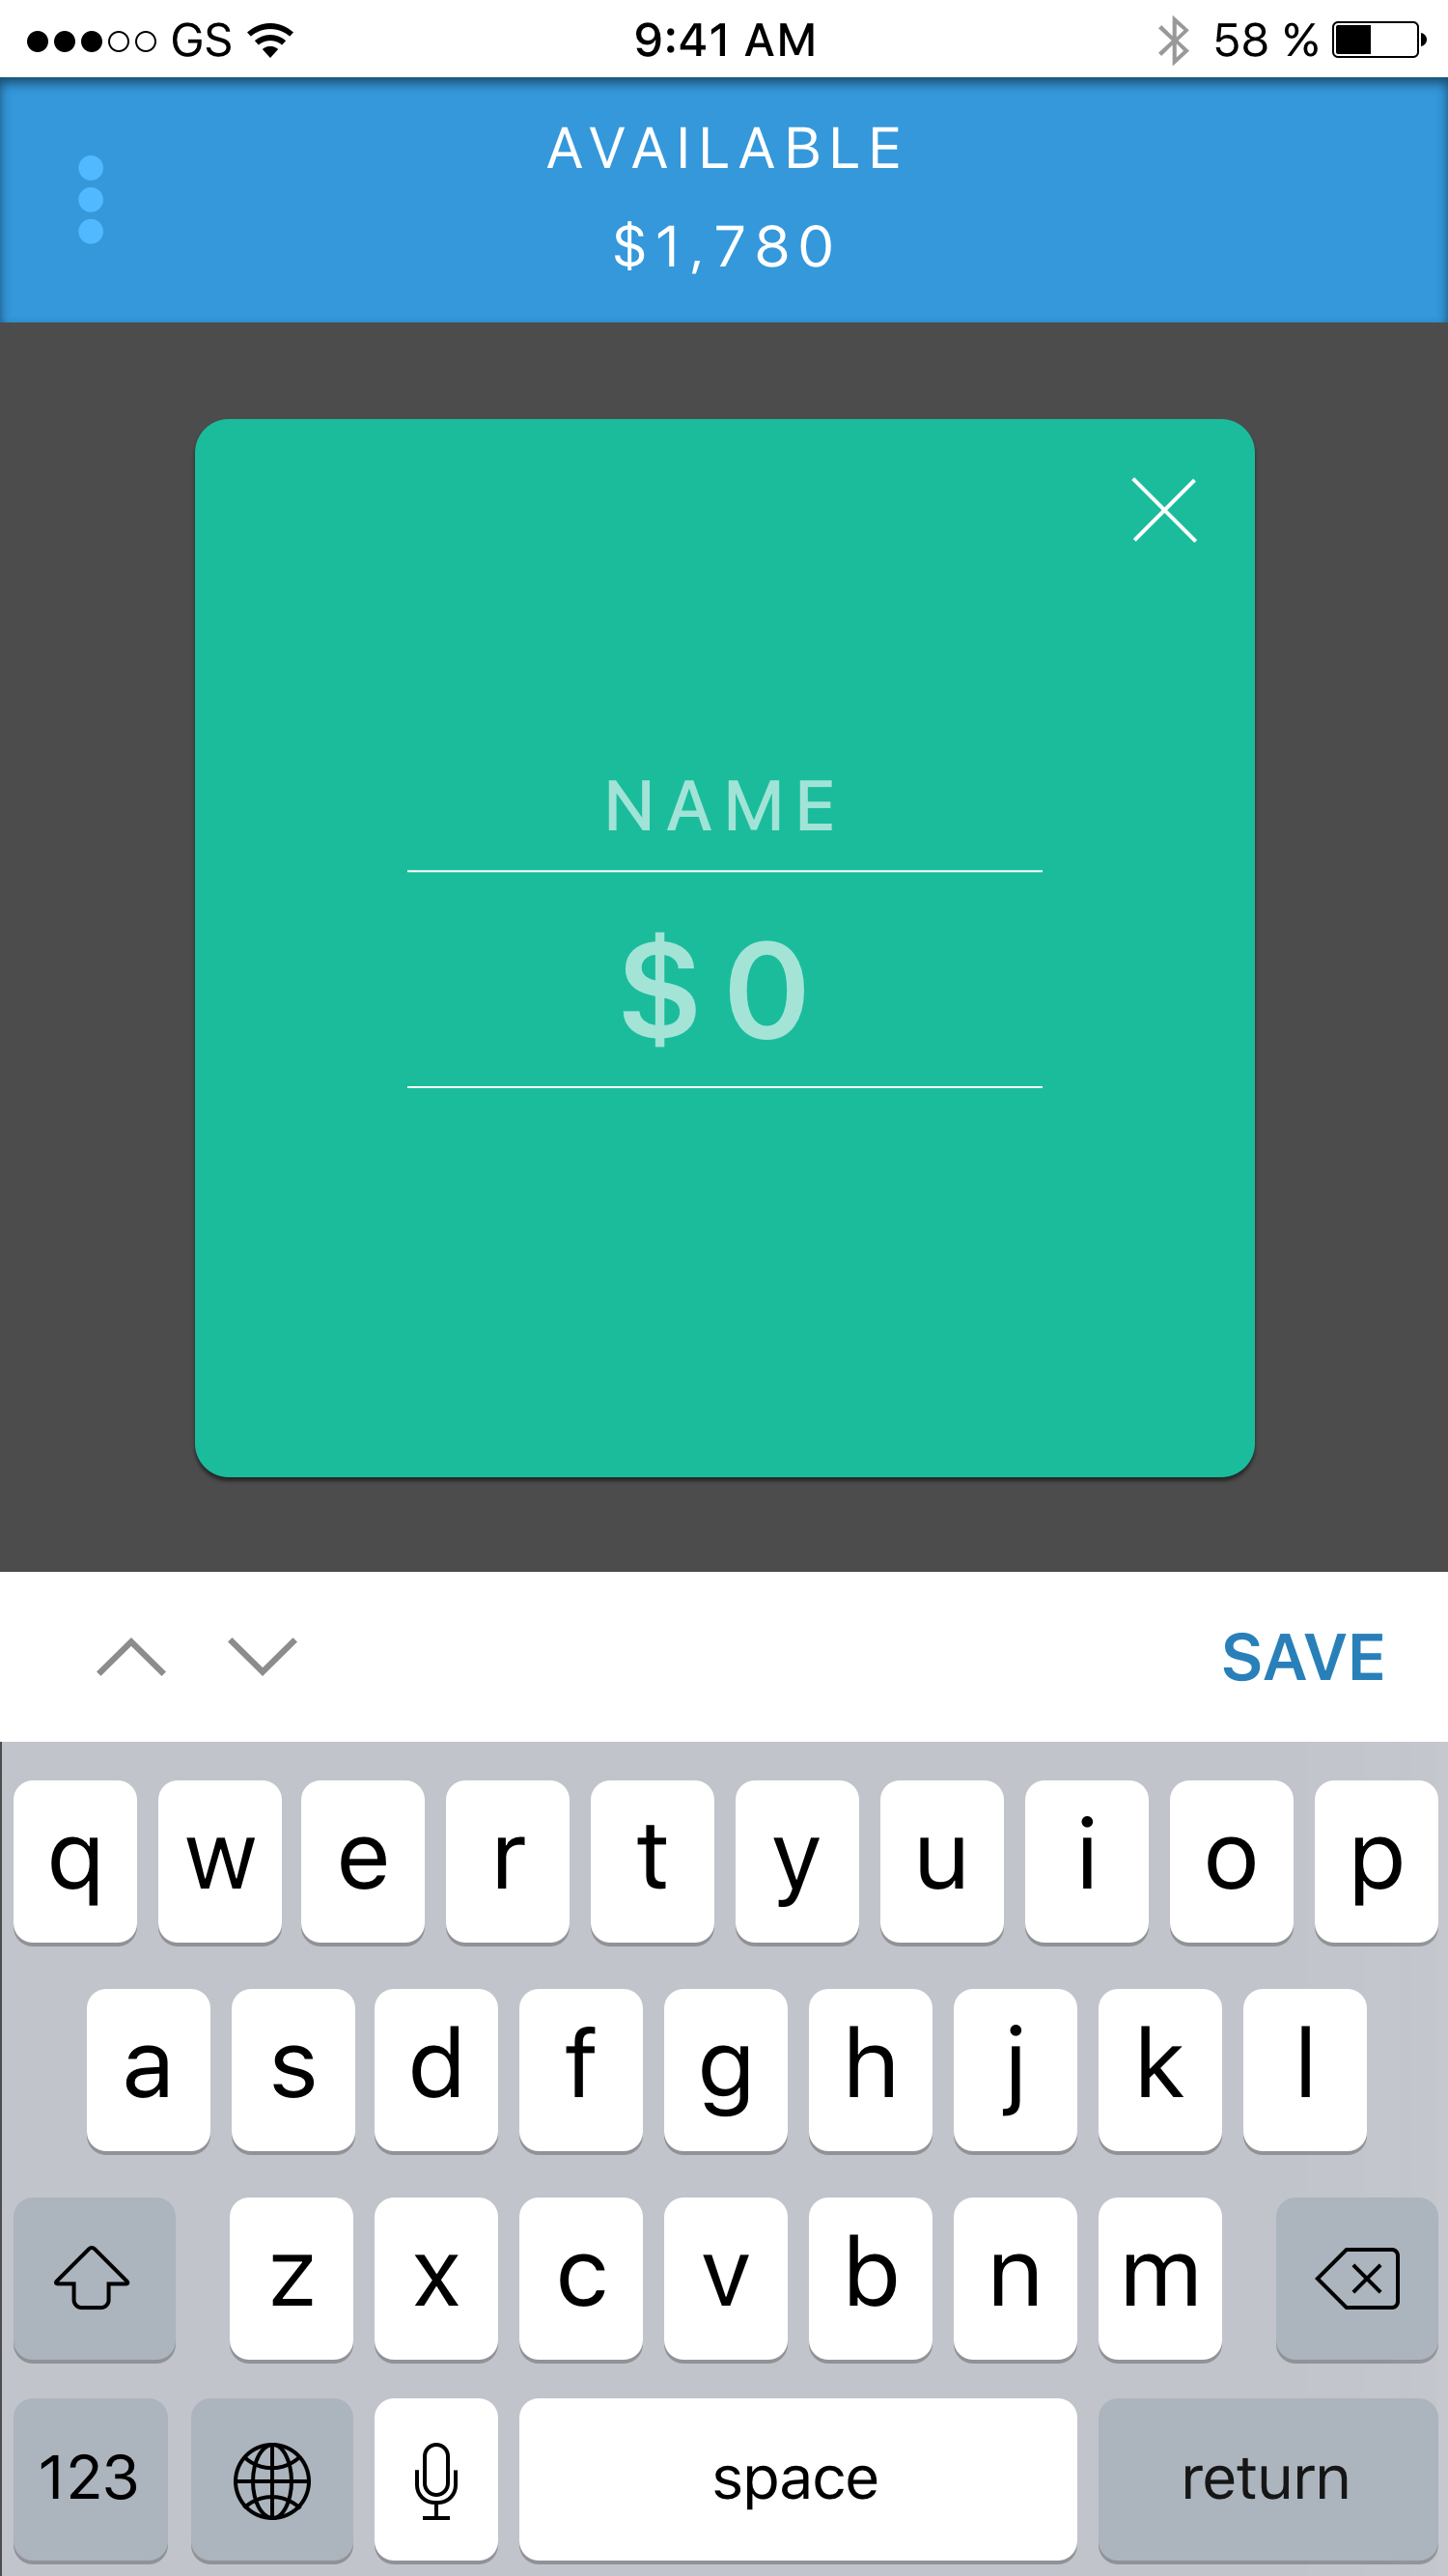 GS 9:41 AM 58 %
AVAILABLE
$1,780
NAME
$0
SAVE
q w e r t y u i o p
a s d f g h j k l
z x c v b n m
123 space return